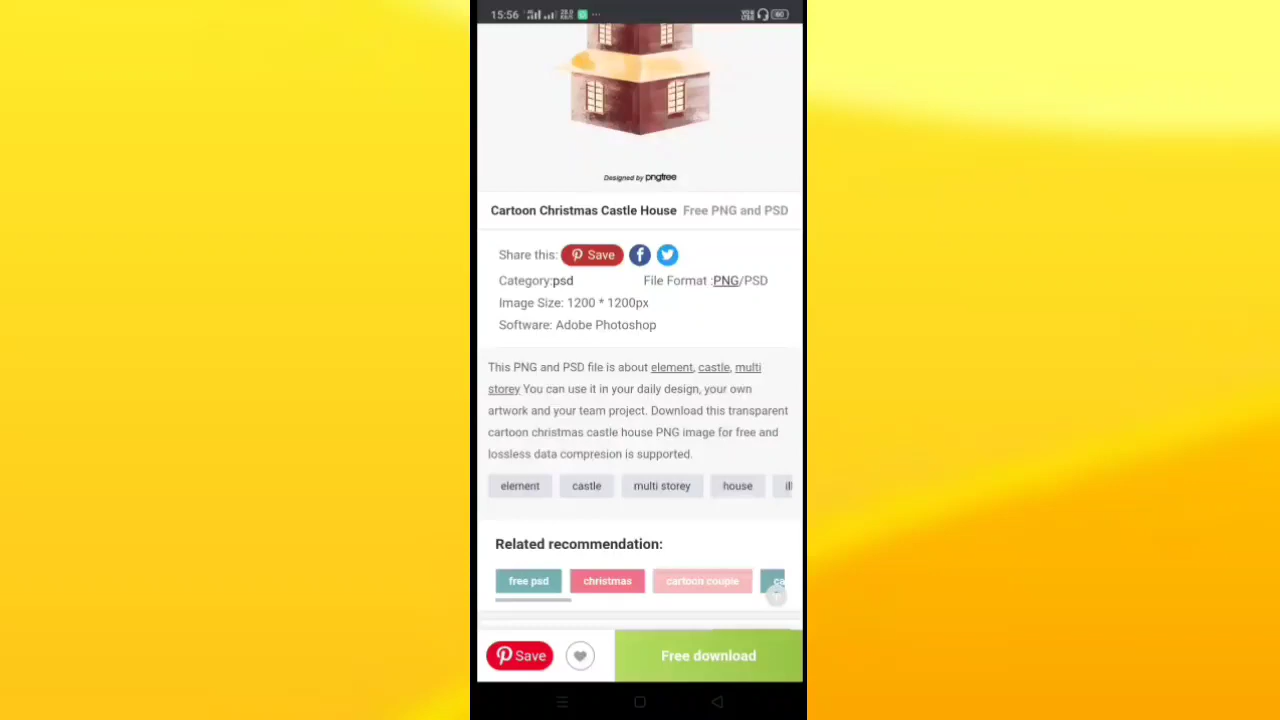 15:56
Designed by pngtree
Cartoon Christmas Castle House Free PNG and PSD
Share this: Save
Category:psd File Format :PNG/PSD
Image Size: 1200 * 1200px
Software: Adobe Photoshop
This PNG and PSD file is about element, castle, multi
storey You can use it in your daily design, your own
artwork and your team project. Download this transparent
cartoon christmas castle house PNG image for free and
lossless data compresion is supported.
element castle multi storey house
Related recommendation:
free psd christmas cartoon couple
Save Free download